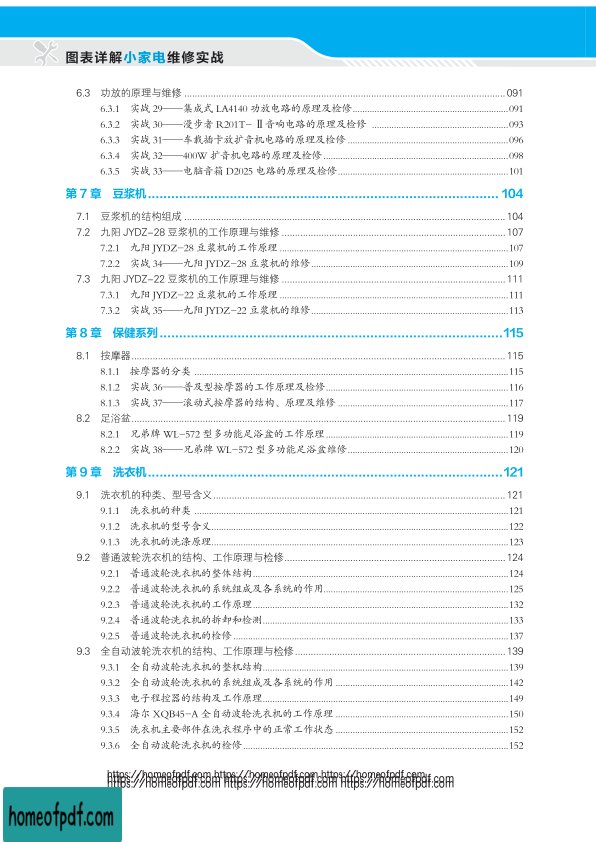 图表详解小家电维修实战
6.3 功放的原理与维修 ........ 091
6.3.1 实战 29——集成式 LA4140 功放电路的原理及检修 ........ 091
6.3.2 实战 30——漫步者 R201T-Ⅱ音响电路的原理及检修 ........ 093
6.3.3 实战 31——车载插卡放扩音机电路的原理及检修 ........ 096
6.3.4 实战 32——400W 扩音机电路的原理及检修 ........ 098
6.3.5 实战 33——电脑音箱 D2025 电路的原理及检修 ........ 101
第 7 章 豆浆机 ........ 104
7.1 豆浆机的结构组成 ........ 104
7.2 九阳 JYDZ-28 豆浆机的工作原理与维修 ........ 107
7.2.1 九阳 JYDZ-28 豆浆机的工作原理 ........ 107
7.2.2 实战 34——九阳 JYDZ-28 豆浆机的维修 ........ 109
7.3 九阳 JYDZ-22 豆浆机的工作原理与维修 ........ 111
7.3.1 九阳 JYDZ-22 豆浆机的工作原理 ........ 111
7.3.2 实战 35——九阳 JYDZ-22 豆浆机的维修 ........ 113
第 8 章 保健系列 ........ 115
8.1 按摩器 ........ 115
8.1.1 按摩器的分类 ........ 115
8.1.2 实战 36——普及型按摩器的工作原理及检修 ........ 116
8.1.3 实战 37——滚动式按摩器的结构、原理及维修 ........ 117
8.2 足浴盆 ........ 119
8.2.1 兄弟牌 WL-572 型多功能足浴盆的工作原理 ........ 119
8.2.2 实战 38——兄弟牌 WL-572 型多功能足浴盆维修 ........ 120
第 9 章 洗衣机 ........ 121
9.1 洗衣机的种类、型号含义 ........ 121
9.1.1 洗衣机的种类 ........ 121
9.1.2 洗衣机的型号含义 ........ 122
9.1.3 洗衣机的洗涤原理 ........ 123
9.2 普通波轮洗衣机的结构、工作原理与检修 ........ 124
9.2.1 普通波轮洗衣机的整体结构 ........ 124
9.2.2 普通波轮洗衣机的系统组成及各系统的作用 ........ 125
9.2.3 普通波轮洗衣机的工作原理 ........ 132
9.2.4 普通波轮洗衣机的拆卸和检测 ........ 133
9.2.5 普通波轮洗衣机的检修 ........ 137
9.3 全自动波轮洗衣机的结构、工作原理与检修 ........ 139
9.3.1 全自动波轮洗衣机的整机结构 ........ 139
9.3.2 全自动波轮洗衣机的系统组成及各系统的作用 ........ 142
9.3.3 电子程控器的结构及工作原理 ........ 149
9.3.4 海尔 XQB45-A 全自动波轮洗衣机的工作原理 ........ 150
9.3.5 洗衣机主要部件在洗衣程序中的正常工作状态 ........ 152
9.3.6 全自动波轮洗衣机的检修 ........ 152
https://homeofpdf.com https://homeofpdf.com https://homeofpdf.com
https://homeofpdf.com https://homeofpdf.com https://homeofpdf.com
https://homeofpdf.com https://homeofpdf.com https://homeofpdf.com
homeofpdf.com